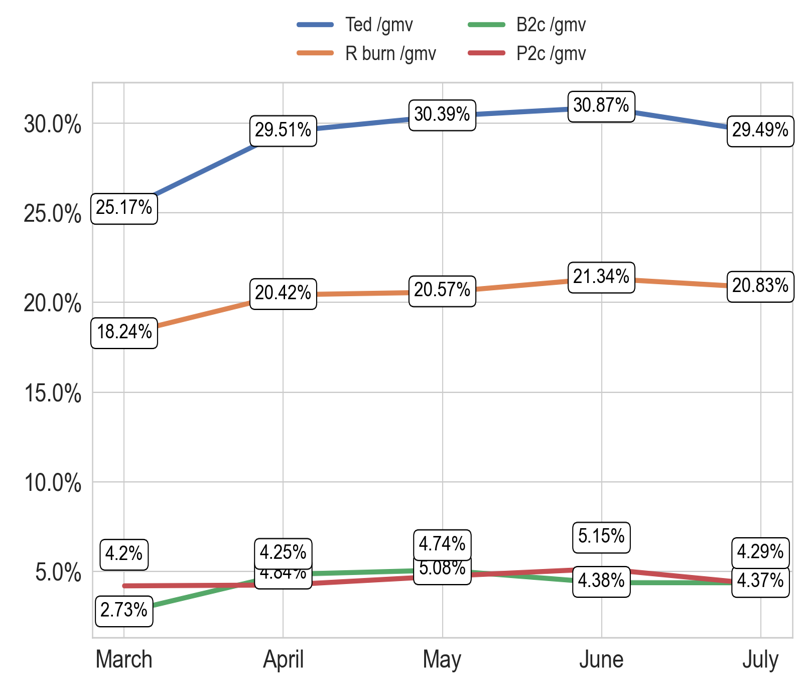 Ted /gmv
R burn /gmv
B2c /gmv
P2c /gmv
30.0%
25.0%
20.0%
15.0%
10.0%
5.0%
25.17%
29.51%
30.39%
30.87%
29.49%
18.24%
20.42%
20.57%
21.34%
20.83%
4.2%
4.25%
4.74%
5.15%
4.29%
2.73%
4.84%
5.08%
4.38%
4.37%
March
April
May
June
July